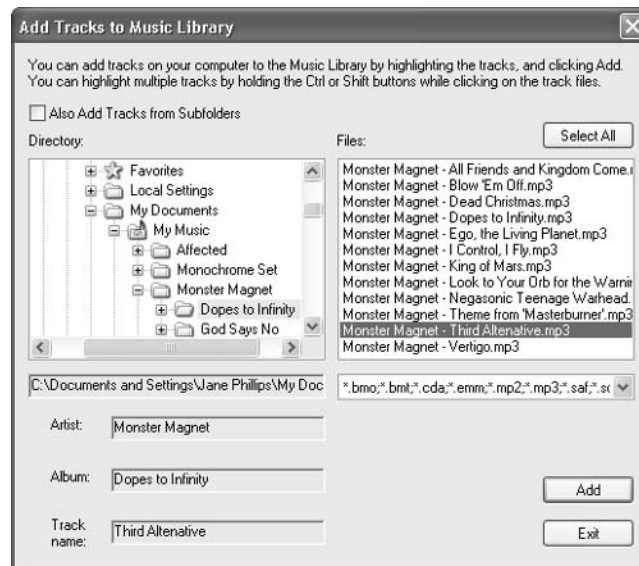 Add Tracks to Music Library
You can add tracks on your computer to the Music Library by highlighting the tracks, and clicking Add.
You can highlight multiple tracks by holding the Ctrl or Shift buttons while clicking on the track files.
Also Add Tracks from Subfolders
Directory:
Files:
Select All
Favorites
Local Settings
My Documents
My Music
Affected
Monochrome Set
Monster Magnet
Dopes to Infinity
God Says No
Monster Magnet - All Friends and Kingdom Come.
Monster Magnet - Blow 'Em Off.mp3
Monster Magnet - Dead Christmas.mp3
Monster Magnet - Dopes to Infinity.mp3
Monster Magnet - Ego, the Living Planet.mp3
Monster Magnet - I Control, I Fly.mp3
Monster Magnet - King of Mars.mp3
Monster Magnet - Look to Your Orb for the Warnin
Monster Magnet - Negasonic Teenage Warhead.
Monster Magnet - Theme from 'Masterburner'.mp3
Monster Magnet - Third Altenative.mp3
Monster Magnet - Vertigo.mp3
C:\Documents and Settings\Jane Phillips\My Doc
*.bmo;*.bmt;*.cda;*.emm;*.mp2;*.mp3;*.saf;*.s
Artist:
Monster Magnet
Album:
Dopes to Infinity
Add
Track name:
Third Altenative
Exit